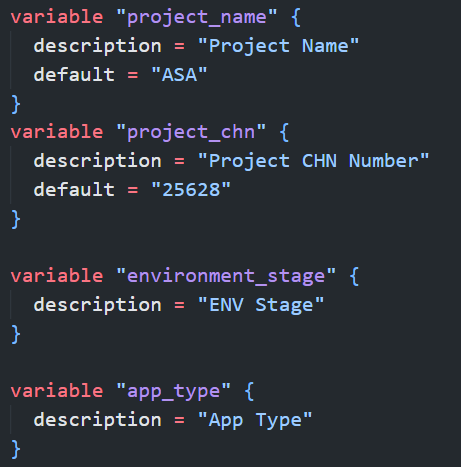 variable "project_name" {
  description = "Project Name"
  default = "ASA"
}
variable "project_chn" {
  description = "Project CHN Number"
  default = "25628"
}

variable "environment_stage" {
  description = "ENV Stage"
}

variable "app_type" {
  description = "App Type"
}